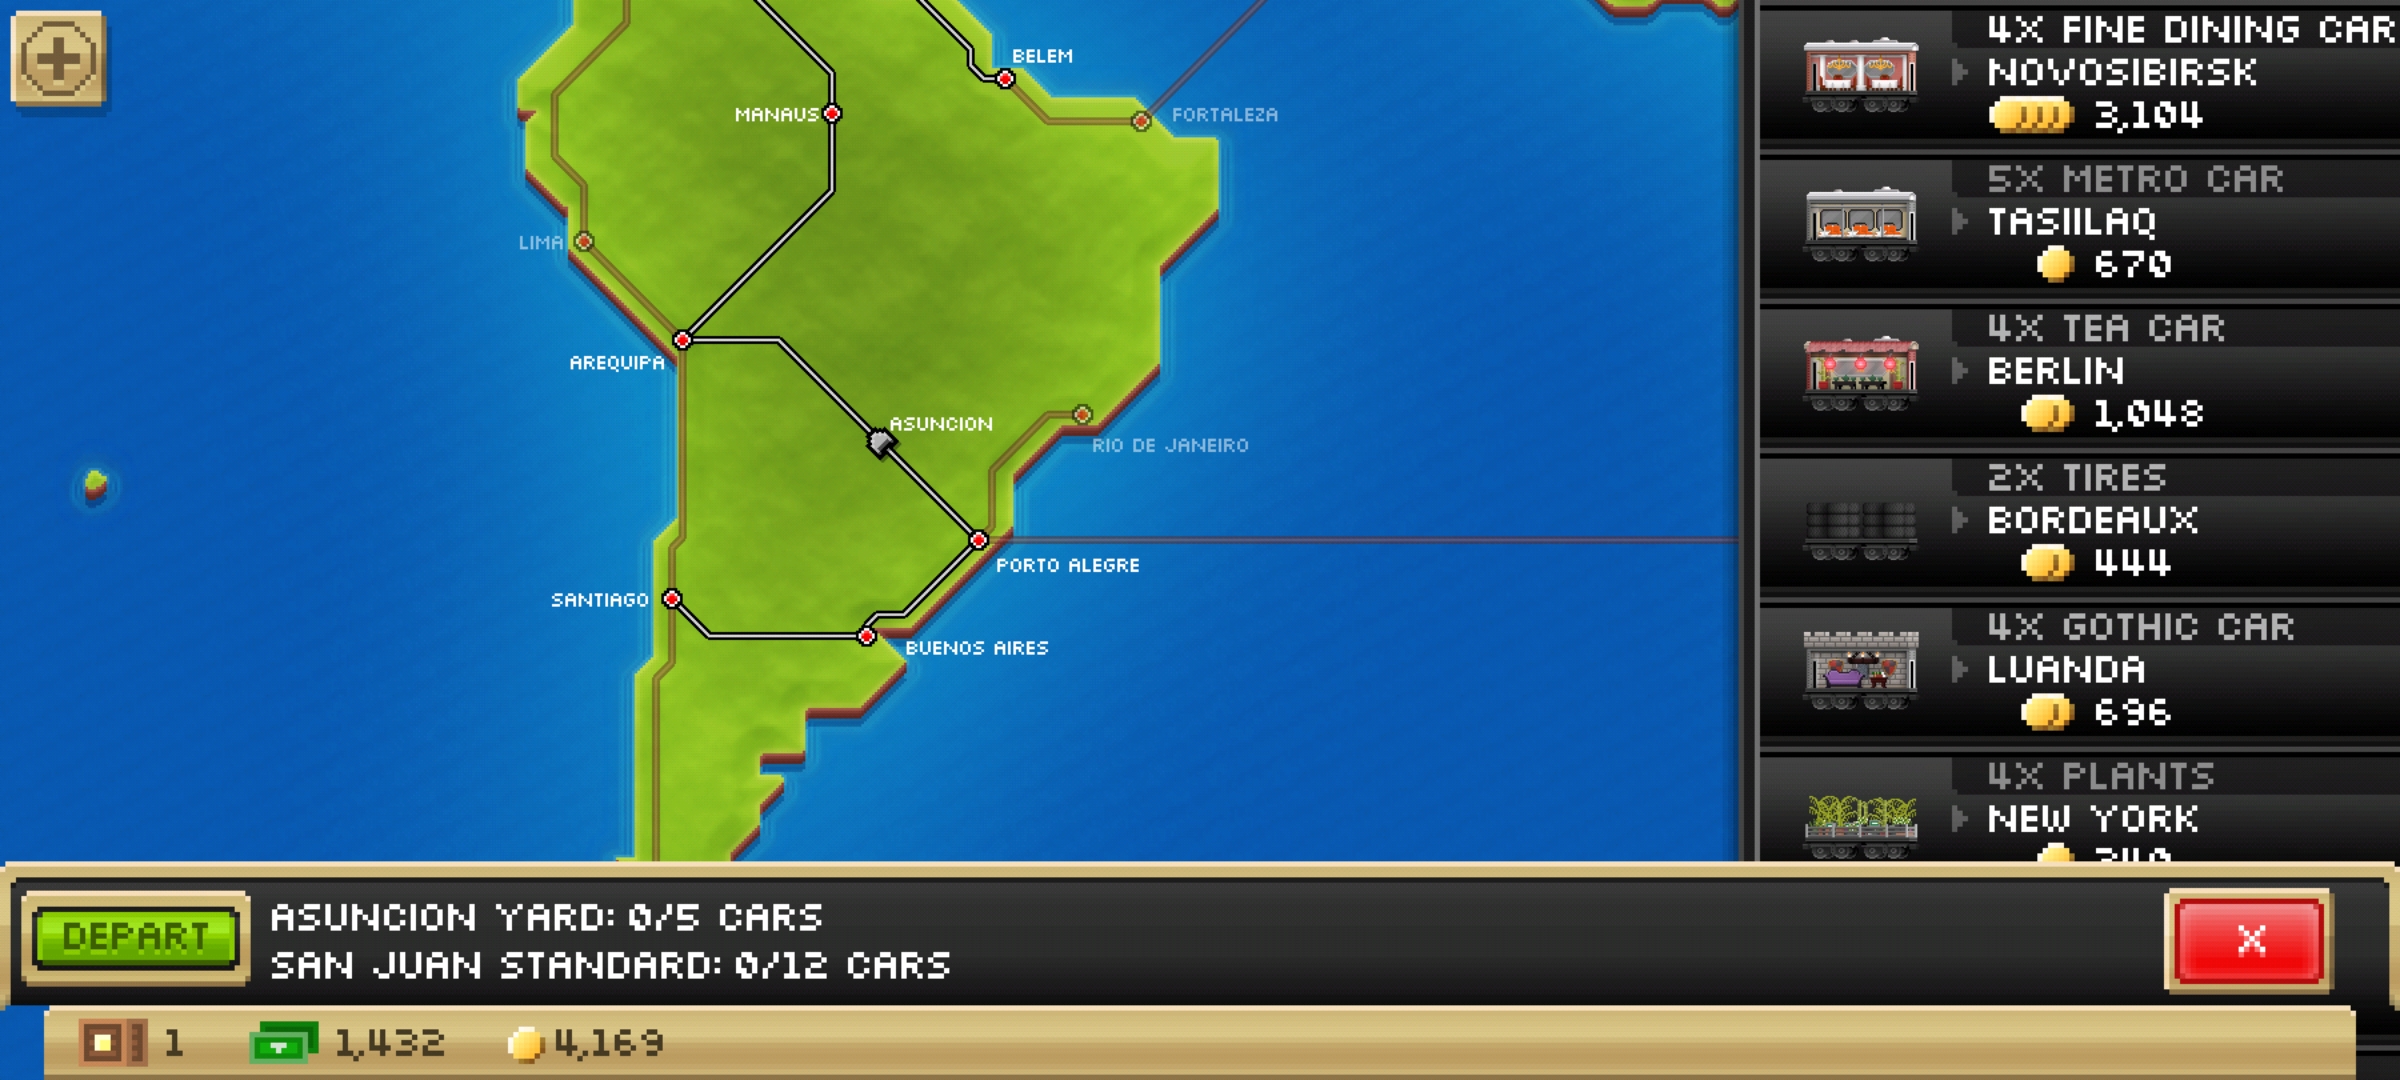 BELEM
MANAUS
FORTALEZA
LIMA
AREQUIPA
ASUNCION
RIO DE JANEIRO
PORTO ALEGRE
SANTIAGO
BUENOS AIRES
4X FINE DINING CAR
NOVOSIBIRSK
3,104
5X METRO CAR
TASIILAQ
670
4X TEA CAR
BERLIN
1,048
2X TIRES
BORDEAUX
444
4X GOTHIC CAR
LUANDA
696
4X PLANTS
NEW YORK
DEPART
ASUNCION YARD: 0/5 CARS
SAN JUAN STANDARD: 0/12 CARS
X
1
1,432
4,169